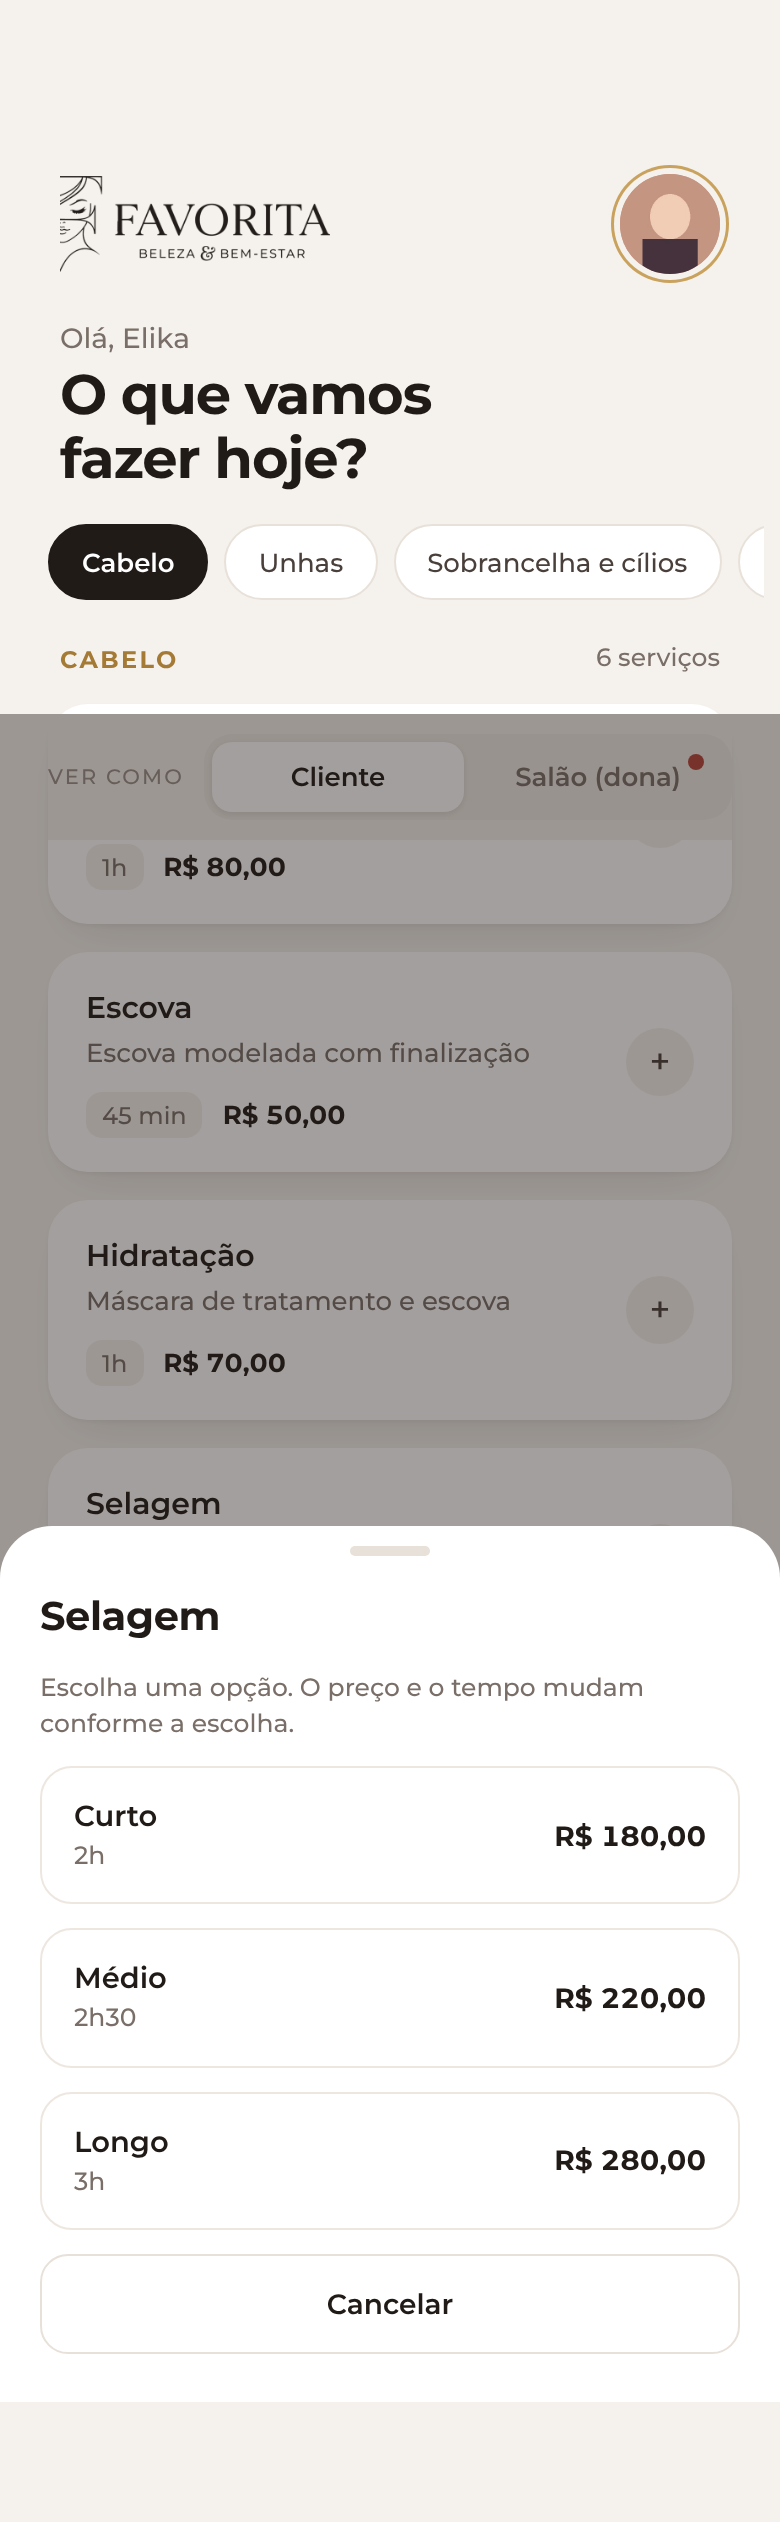 FAVORITA
BELEZA & BEM-ESTAR
Olá, Elika
O que vamos
fazer hoje?
Cabelo
Unhas
Sobrancelha e cílios
CABELO
6 serviços
VER COMO
Cliente
Salão (dona)
1h
R$ 80,00
Escova
Escova modelada com finalização
+
45 min
R$ 50,00
Hidratação
Máscara de tratamento e escova
+
1h
R$ 70,00
Selagem
Selagem
Escolha uma opção. O preço e o tempo mudam
conforme a escolha.
Curto
2h
R$ 180,00
Médio
2h30
R$ 220,00
Longo
3h
R$ 280,00
Cancelar